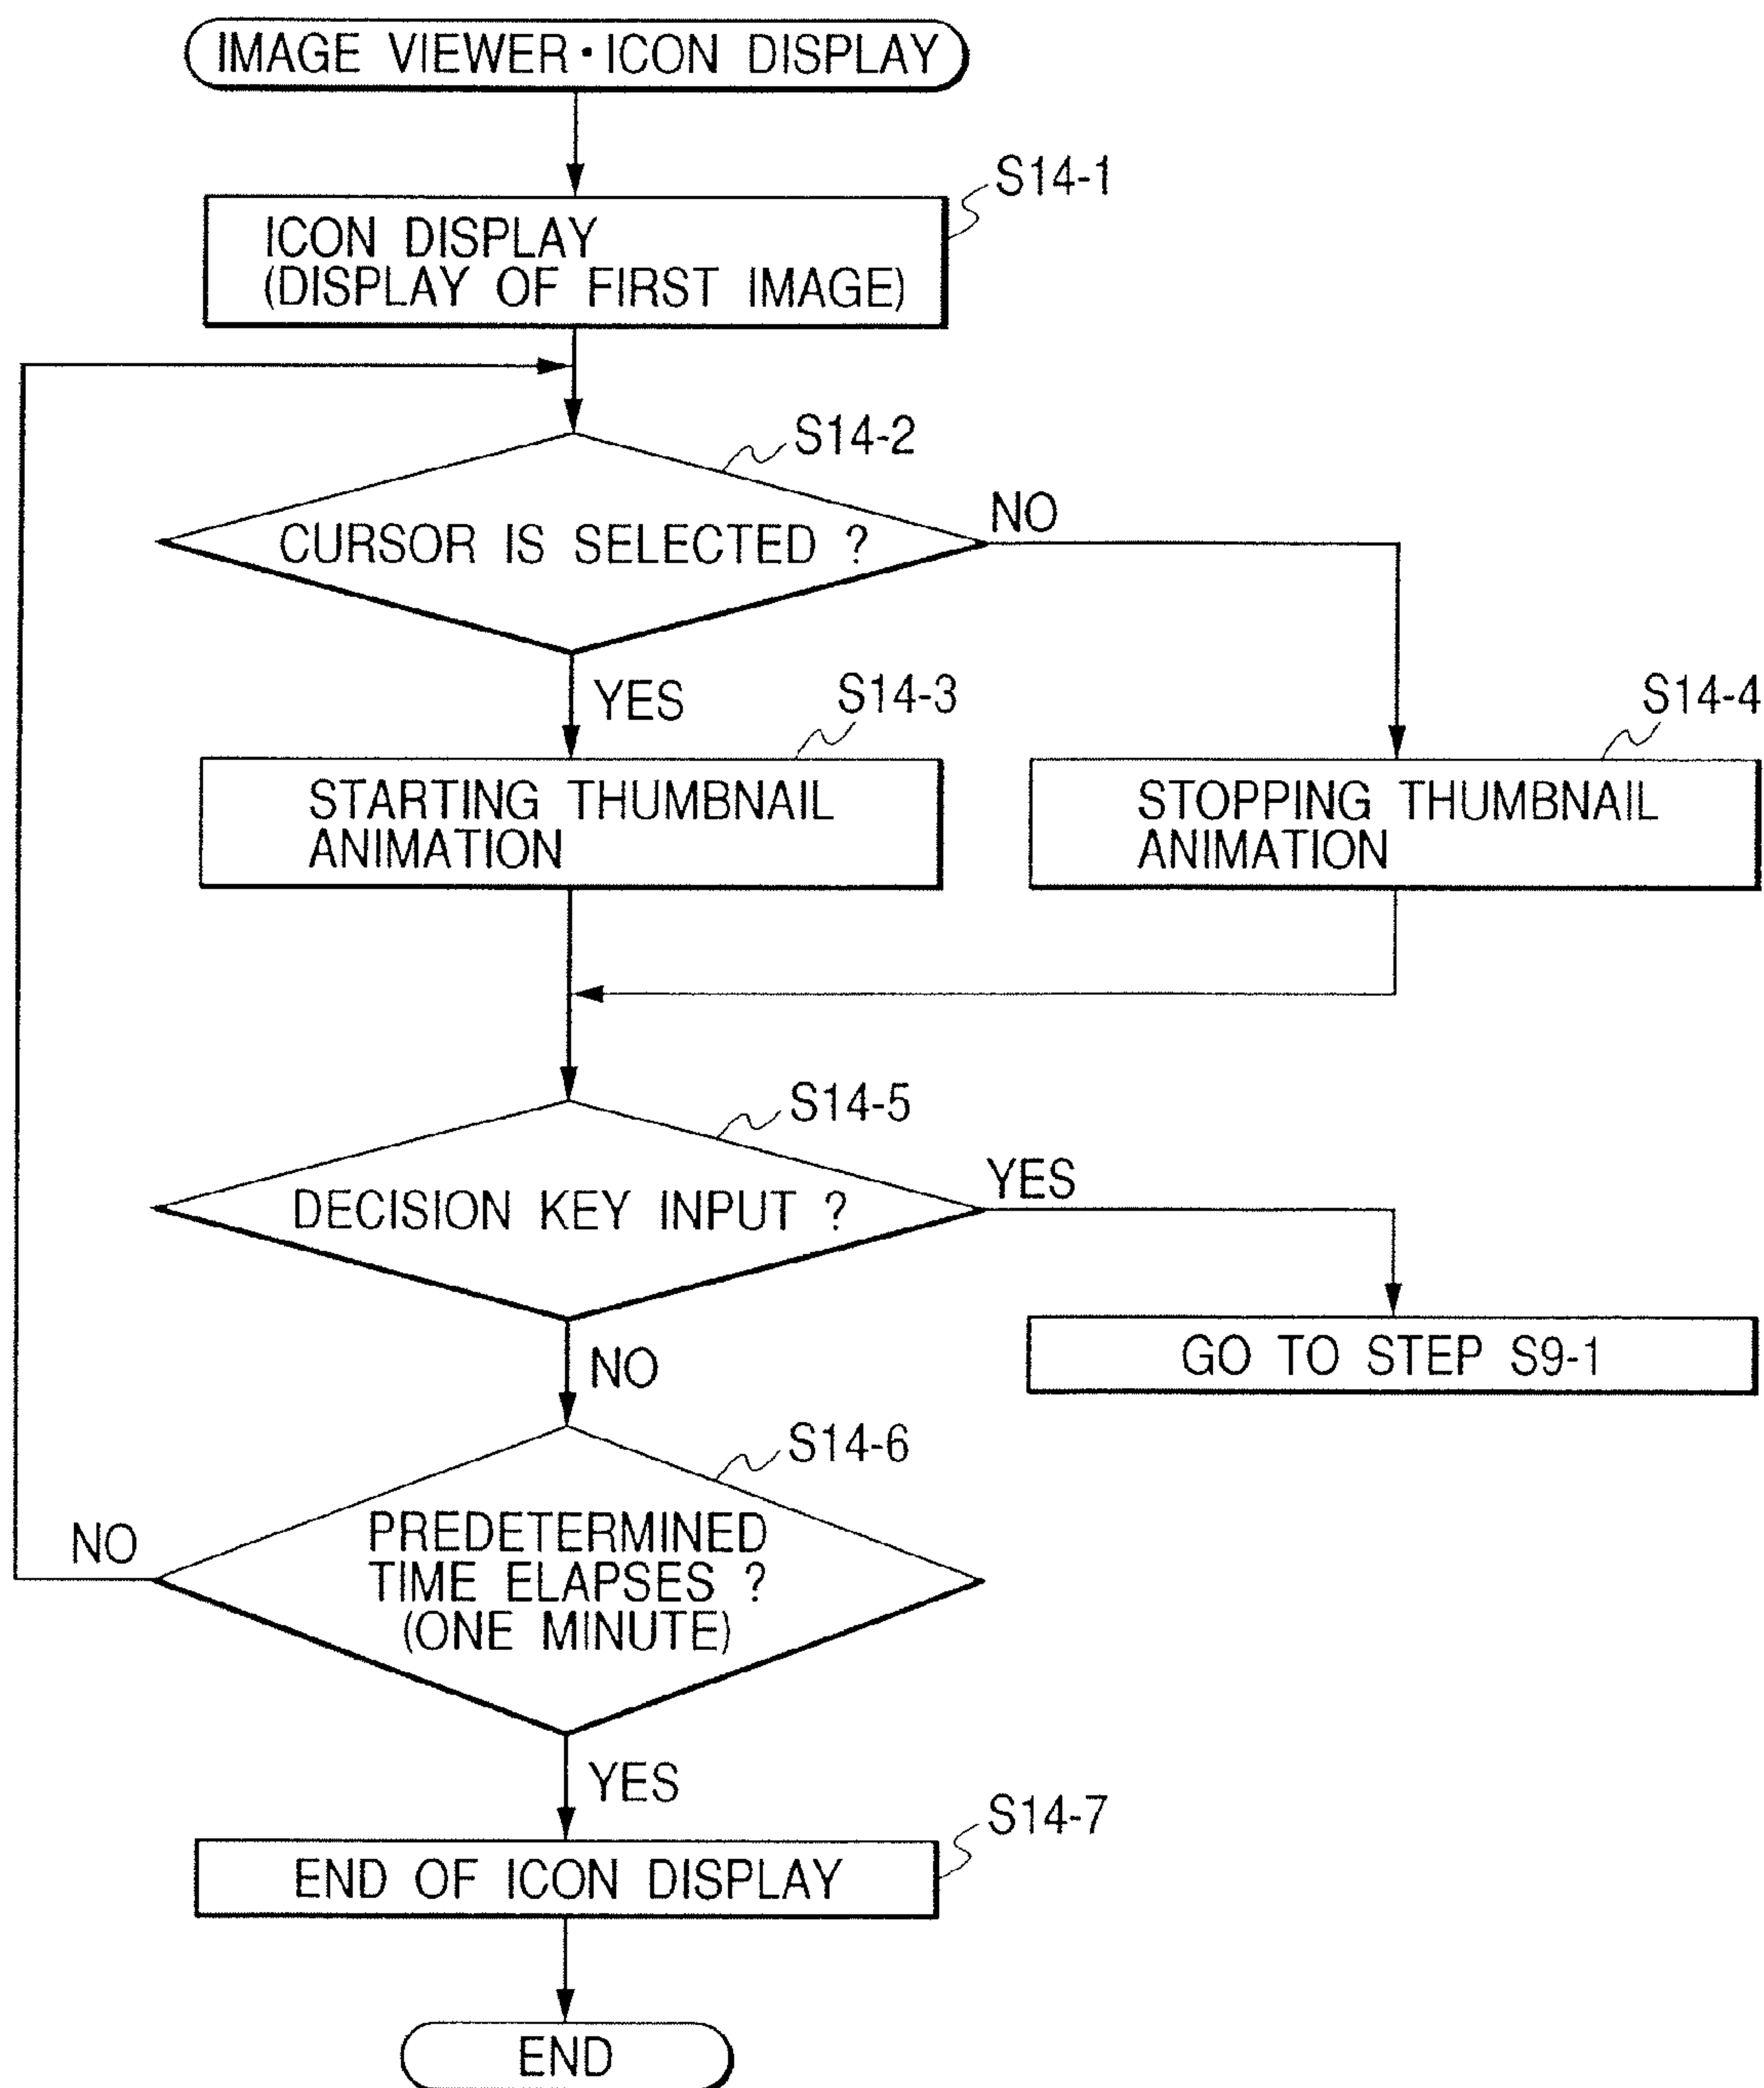 IMAGE VIEWER・ICON DISPLAY
S14-1
ICON DISPLAY
(DISPLAY OF FIRST IMAGE)
S14-2
CURSOR IS SELECTED ?
NO
YES
S14-3
S14-4
STARTING THUMBNAIL
ANIMATION
STOPPING THUMBNAIL
ANIMATION
S14-5
DECISION KEY INPUT ?
YES
GO TO STEP S9-1
NO
S14-6
PREDETERMINED
TIME ELAPSES ?
(ONE MINUTE)
NO
YES
S14-7
END OF ICON DISPLAY
END